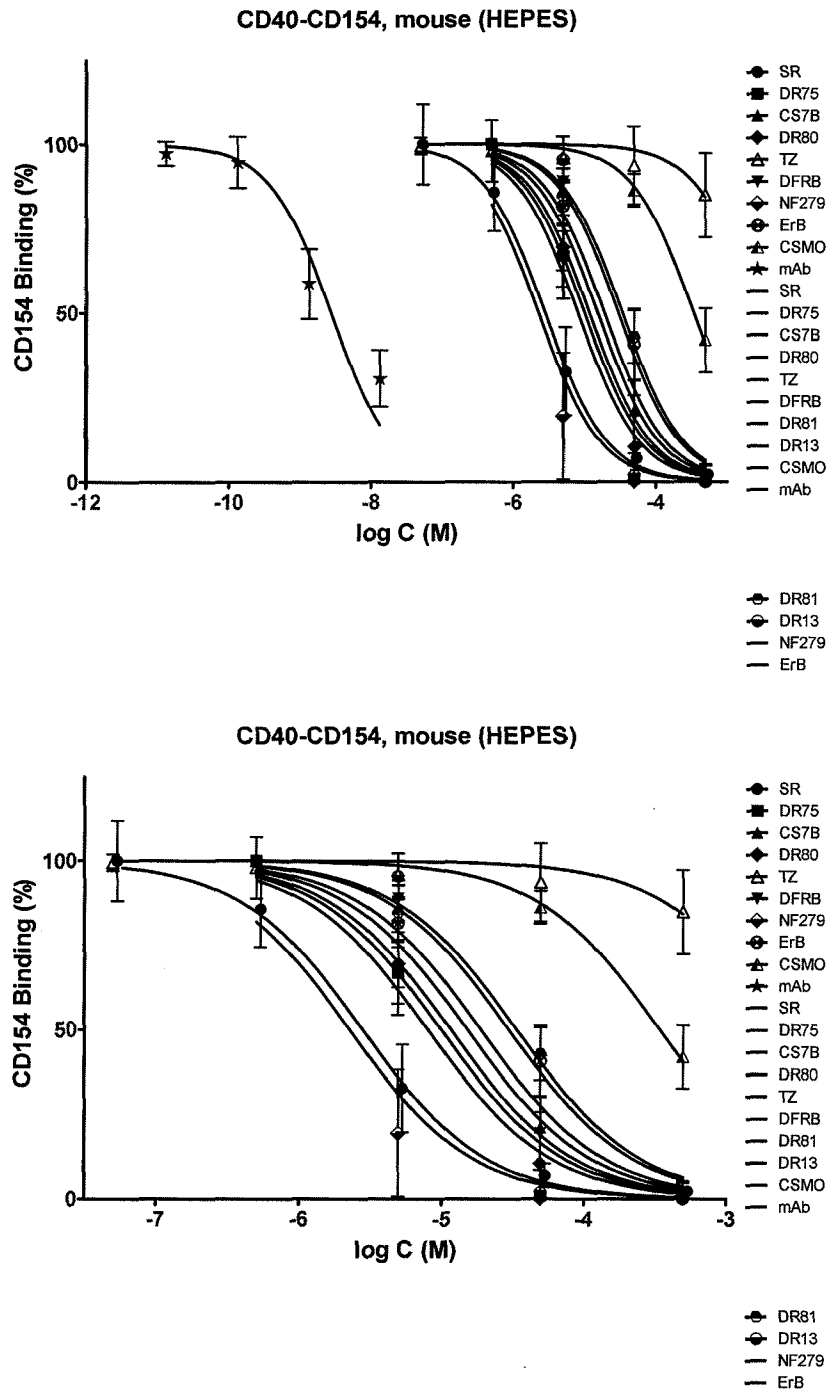 CD40-CD154, mouse (HEPES)
CD154 Binding (%)
100
50
0
-12
-10
-8
-6
-4
log C (M)
SR
DR75
CS7B
DR80
TZ
DFRB
NF279
ErB
CSMO
mAb
SR
DR75
CS7B
DR80
TZ
DFRB
DR81
DR13
CSMO
mAb
DR81
DR13
NF279
ErB
CD40-CD154, mouse (HEPES)
CD154 Binding (%)
100
50
0
-7
-6
-5
-4
-3
log C (M)
SR
DR75
CS7B
DR80
TZ
DFRB
NF279
ErB
CSMO
mAb
SR
DR75
CS7B
DR80
TZ
DFRB
DR81
DR13
CSMO
mAb
DR81
DR13
NF279
ErB